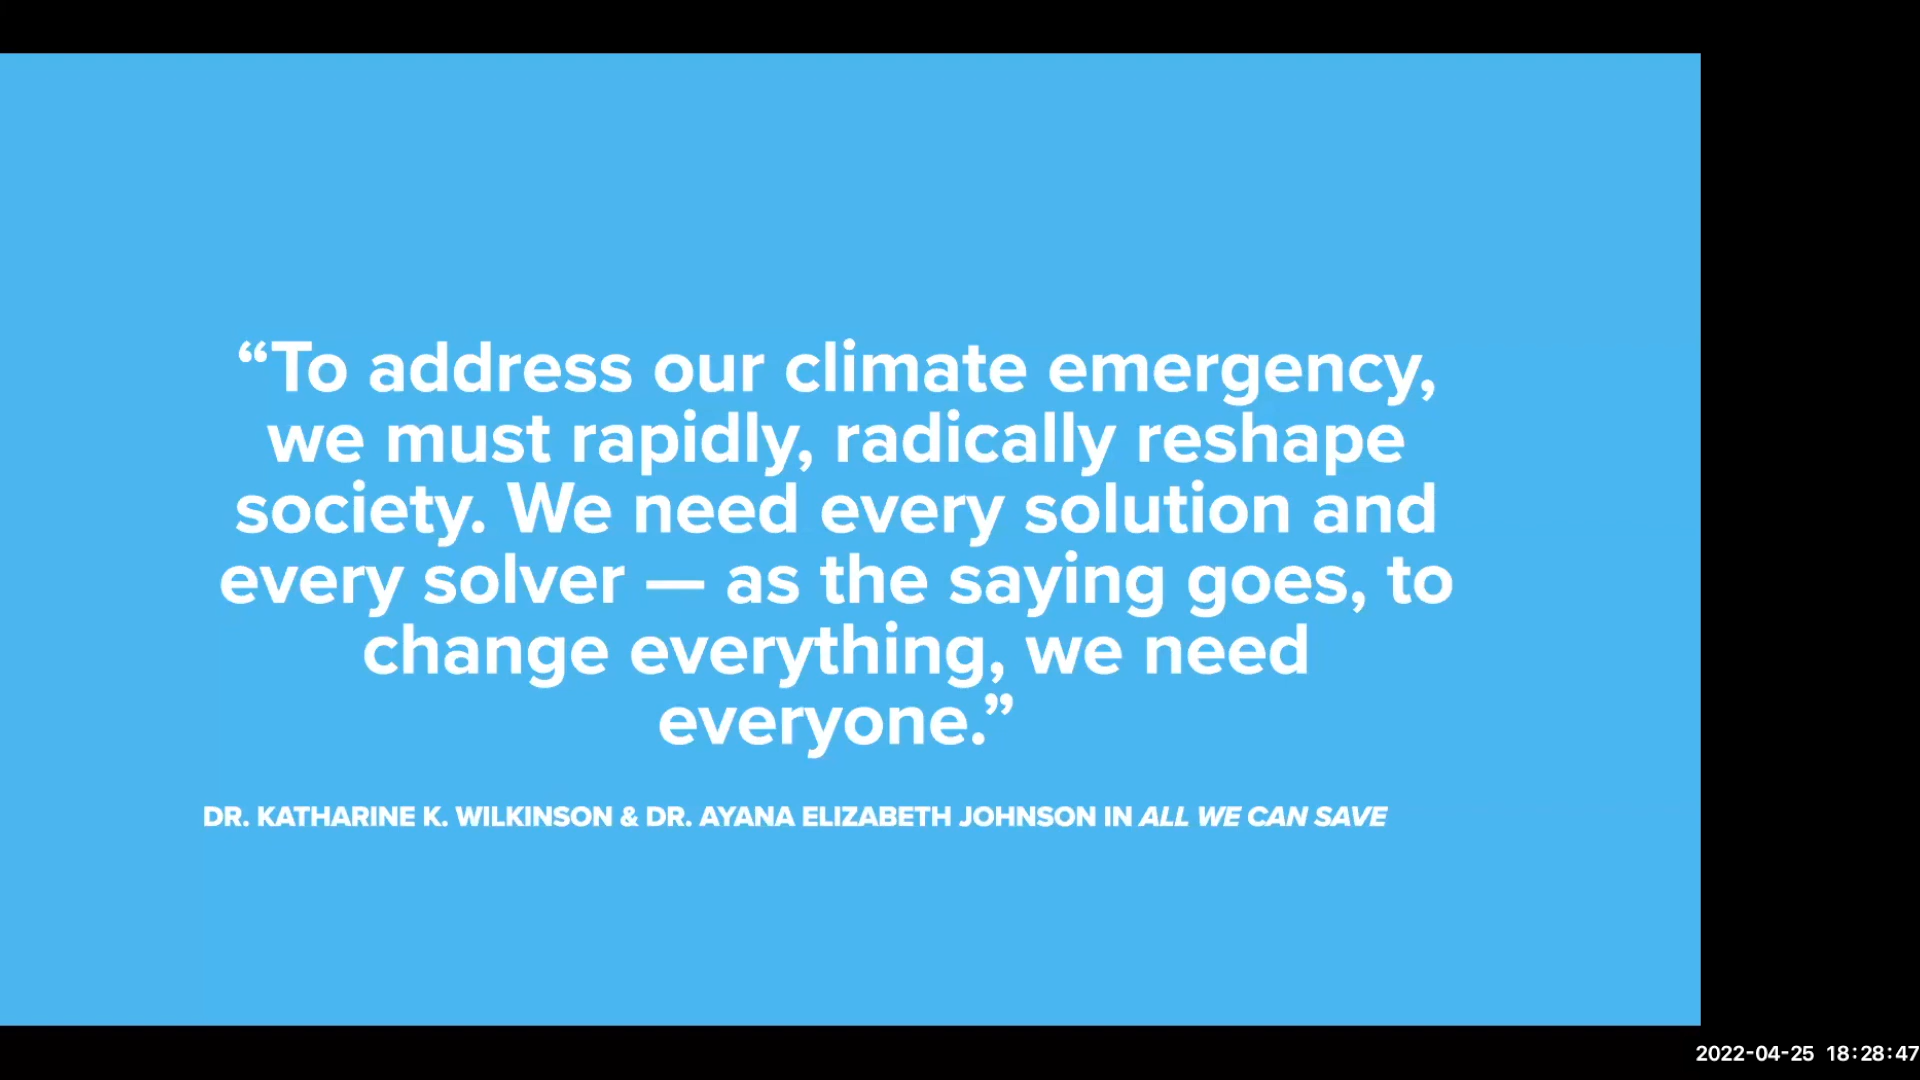 “To address our climate emergency,
we must rapidly, radically reshape
society. We need every solution and
every solver — as the saying goes, to
change everything, we need
everyone.”
DR. KATHARINE K. WILKINSON & DR. AYANA ELIZABETH JOHNSON IN ALL WE CAN SAVE
2022-04-25 18:28:47